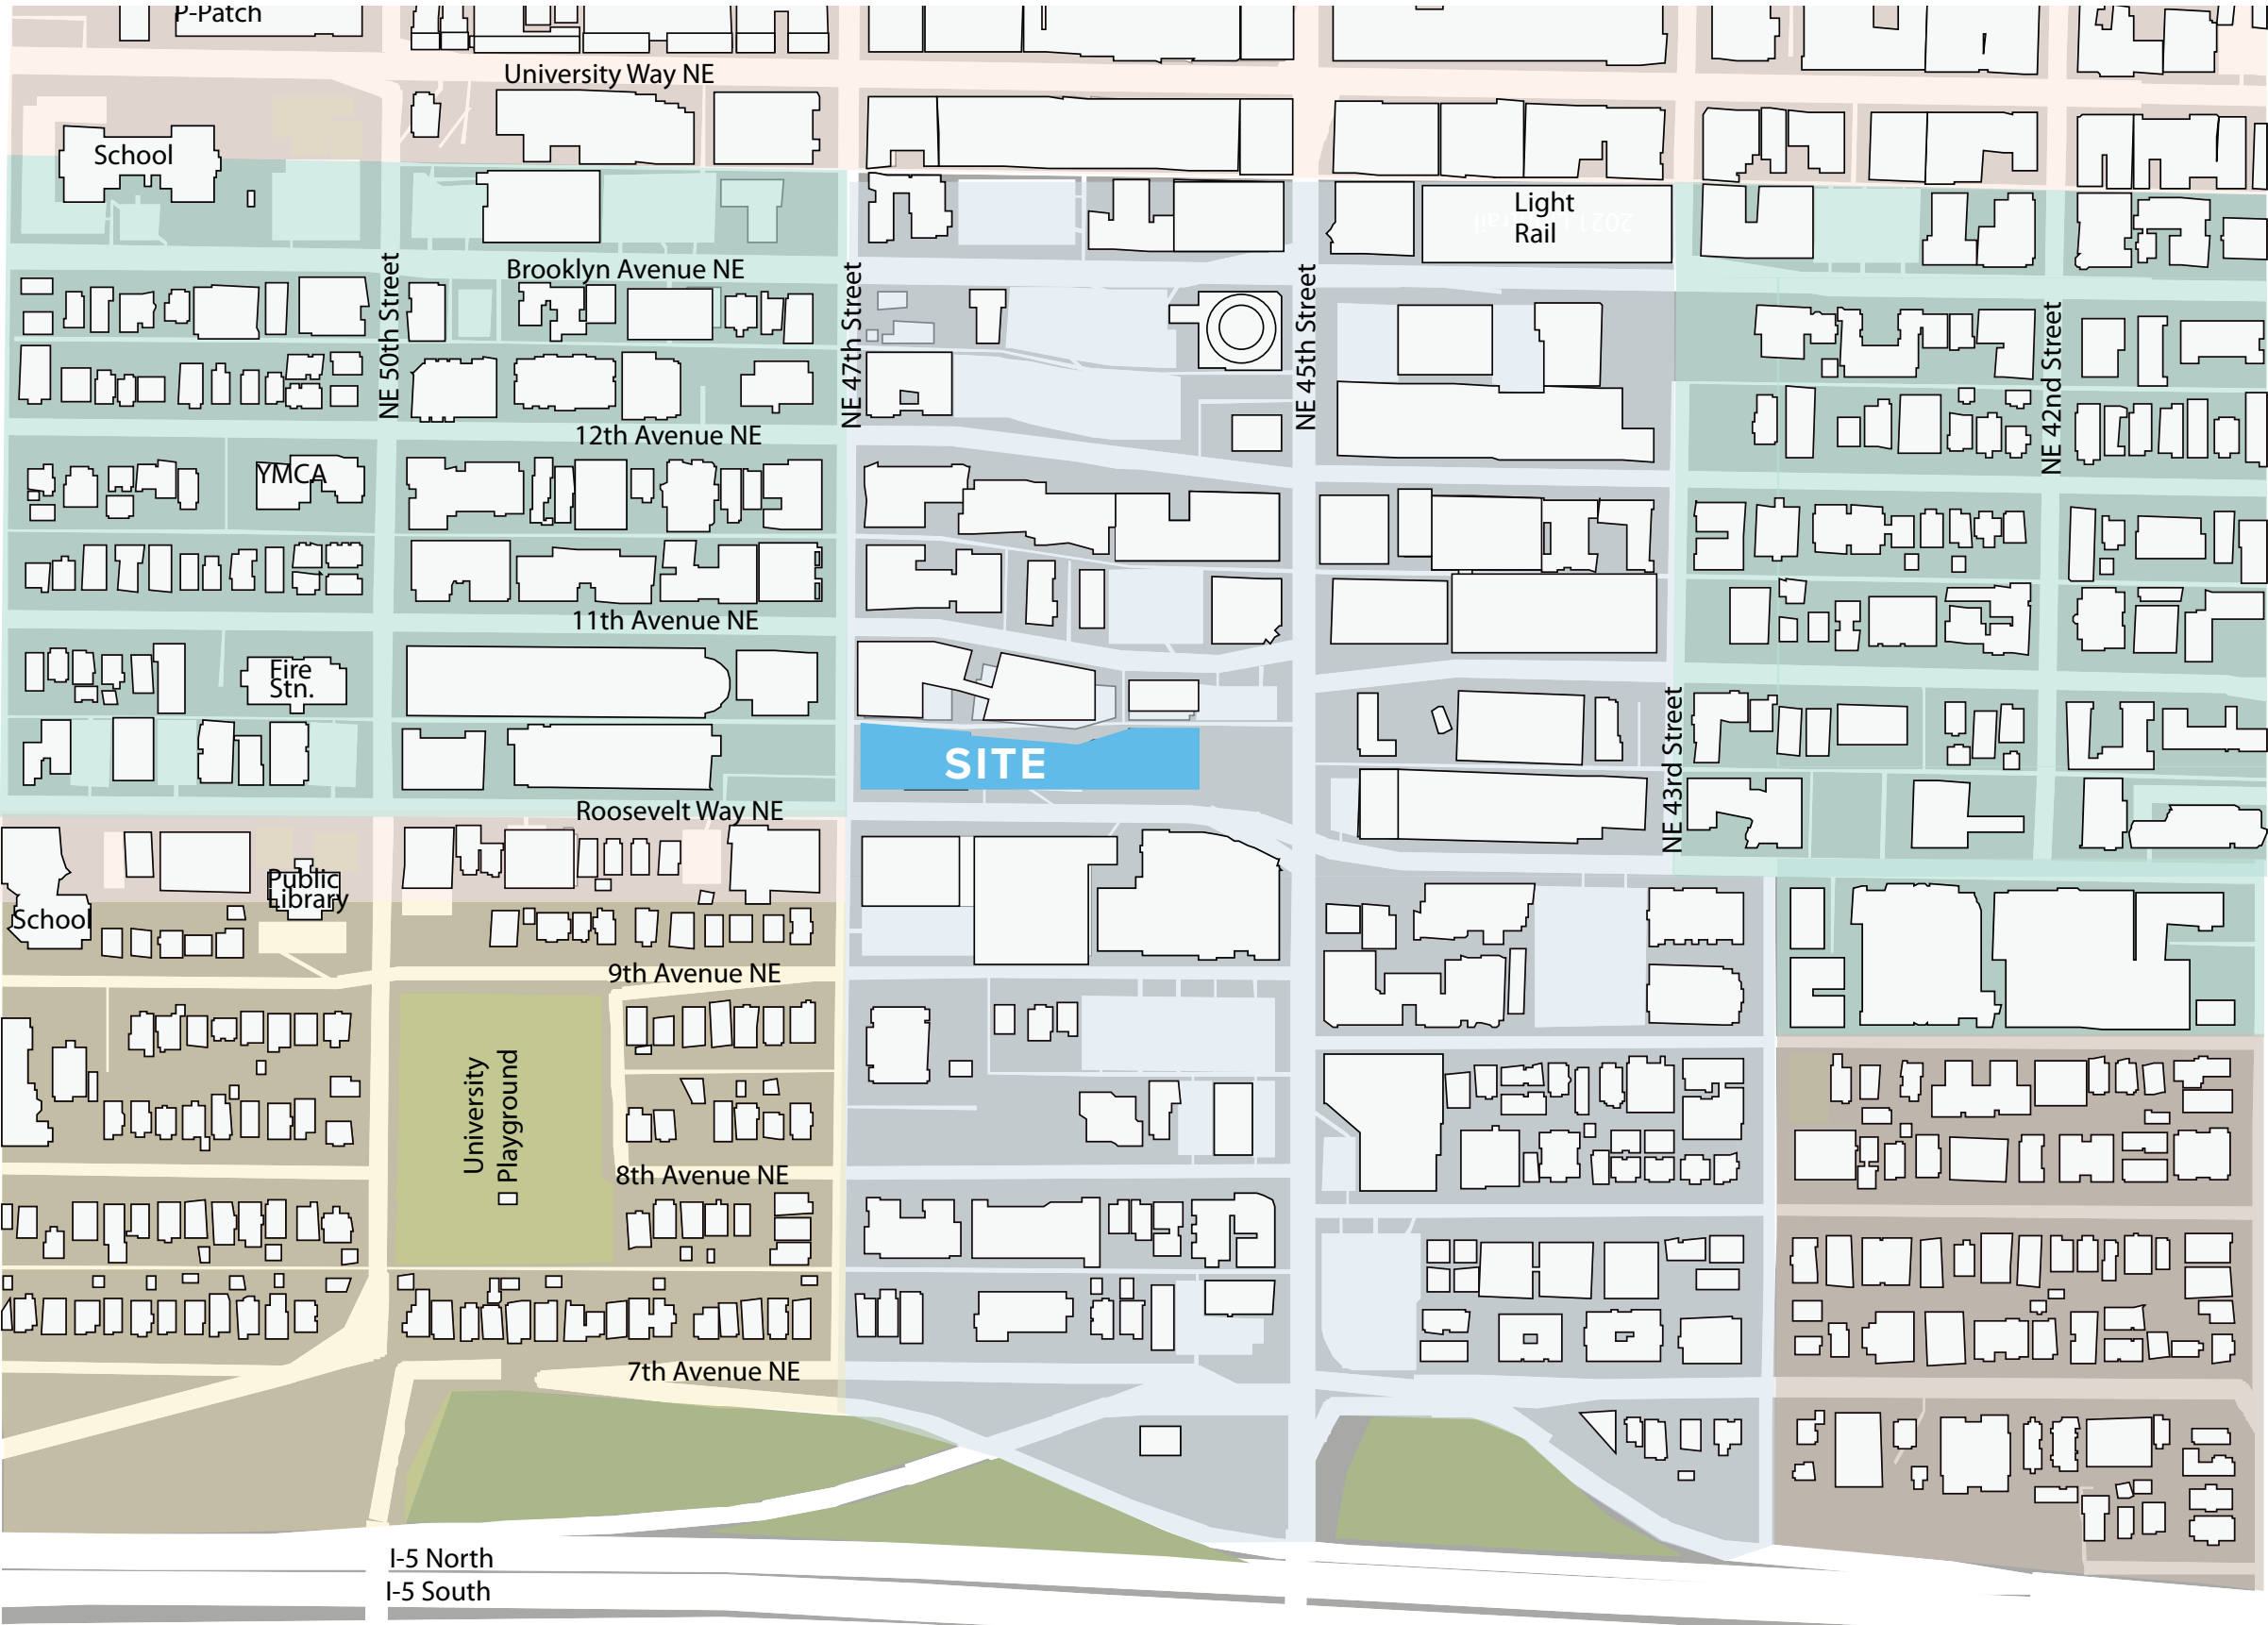 P-Patch
University Way NE
School
Light
Rail
2021 Lightrail
Brooklyn Avenue NE
NE 50th Street
NE 47th Street
NE 45th Street
NE 42nd Street
12th Avenue NE
YMCA
11th Avenue NE
Fire
Stn.
NE 43rd Street
SITE
Roosevelt Way NE
Public
Library
School
9th Avenue NE
University
Playground
8th Avenue NE
7th Avenue NE
I-5 North
I-5 South